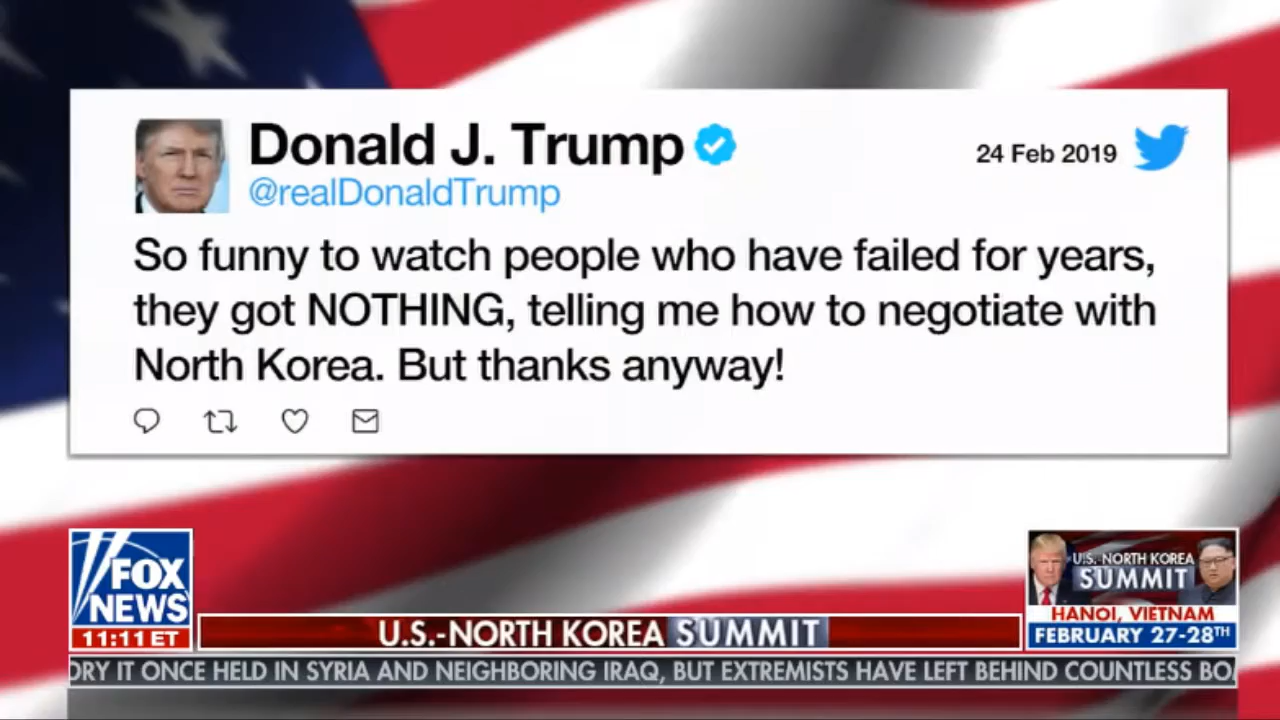 Donald J. Trump
24 Feb 2019
@realDonaldTrump
So funny to watch people who have failed for years,
they got NOTHING, telling me how to negotiate with
North Korea. But thanks anyway!
FOX
NEWS
11:11 ET
U.S.-NORTH KOREA SUMMIT
U.S.-NORTH KOREA
SUMMIT
HANOI, VIETNAM
FEBRUARY 27-28TH
IT ONCE HELD IN SYRIA AND NEIGHBORING IRAQ, BUT EXTREMISTS HAVE LEFT BEHIND COUNTLESS